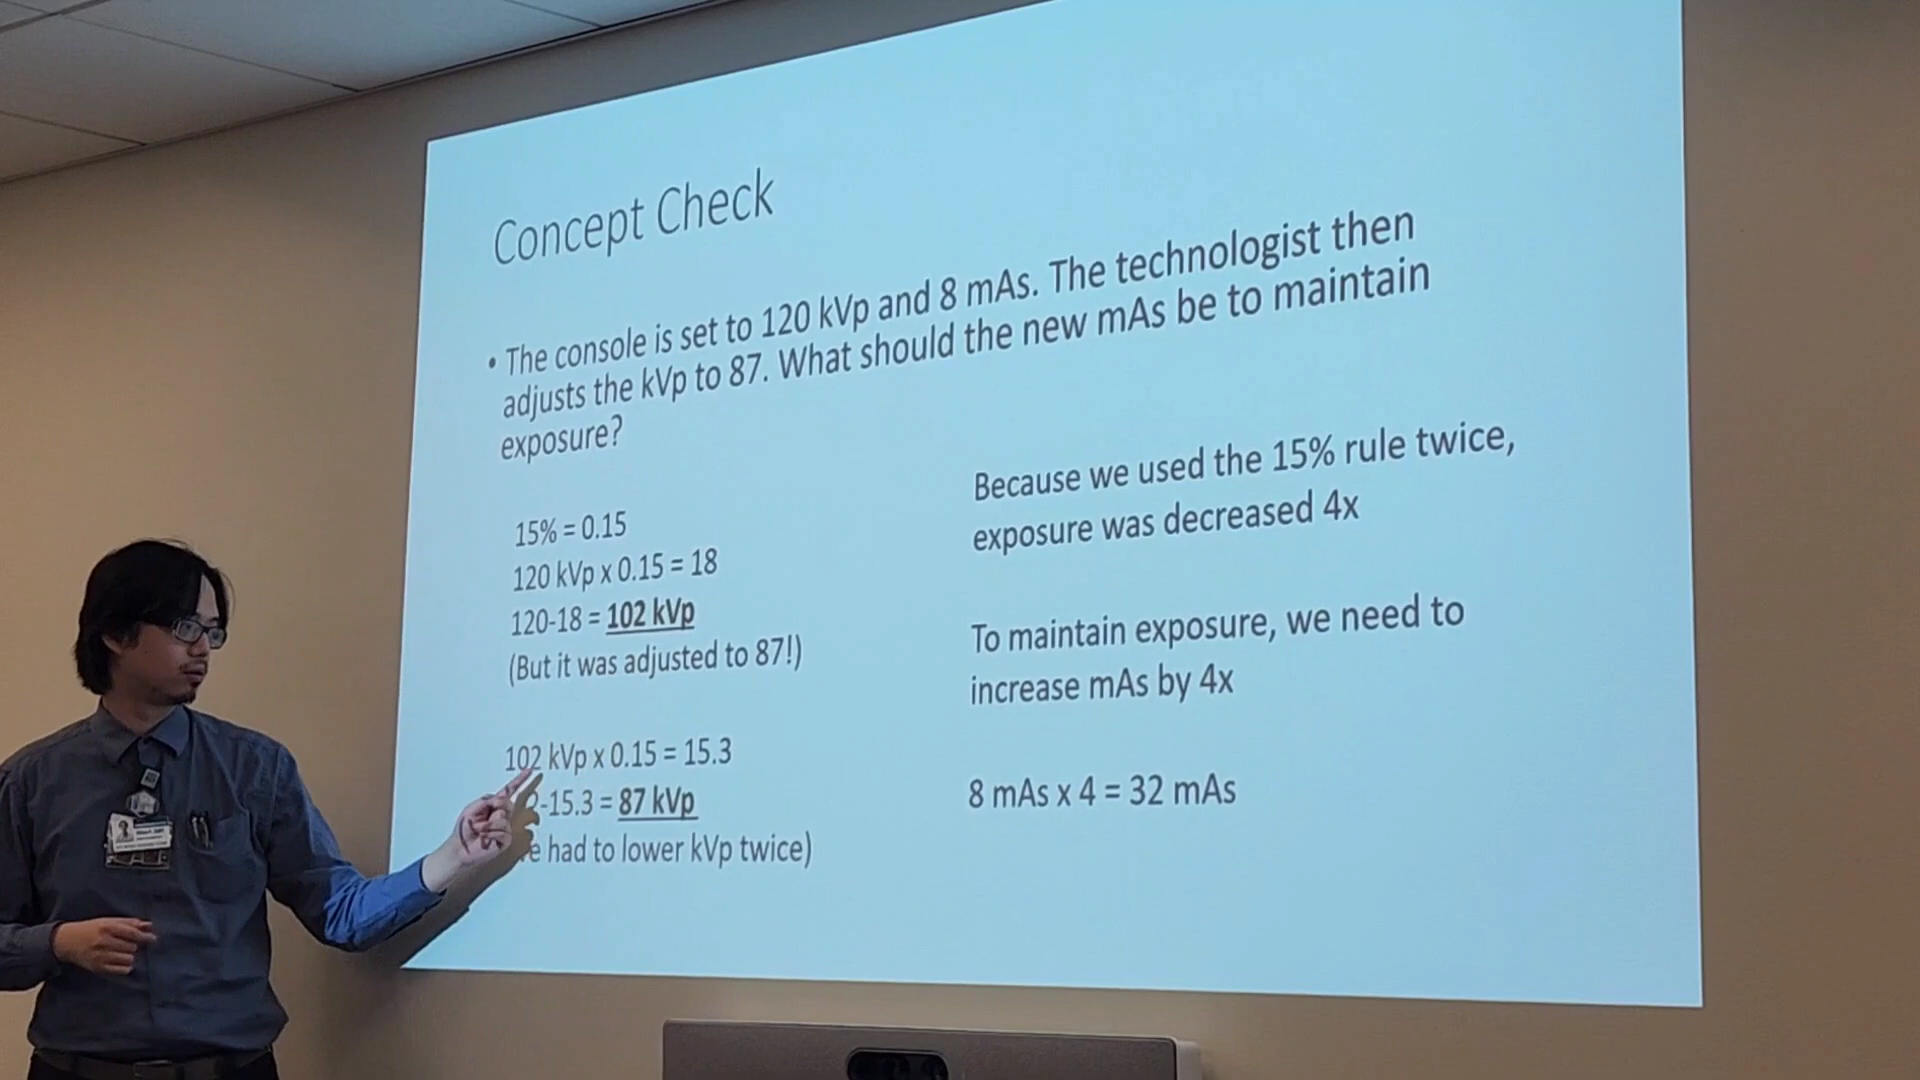 Concept Check
• The console is set to 120 kVp and 8 mAs. The technologist then
adjusts the kVp to 87. What should the new mAs be to maintain
exposure?
15% = 0.15
120 kVp x 0.15 = 18
120-18 = 102 kVp
(But it was adjusted to 87!)
102 kVp x 0.15 = 15.3
-15.3 = 87 kVp
had to lower kVp twice)
Because we used the 15% rule twice,
exposure was decreased 4x
To maintain exposure, we need to
increase mAs by 4x
8 mAs x 4 = 32 mAs